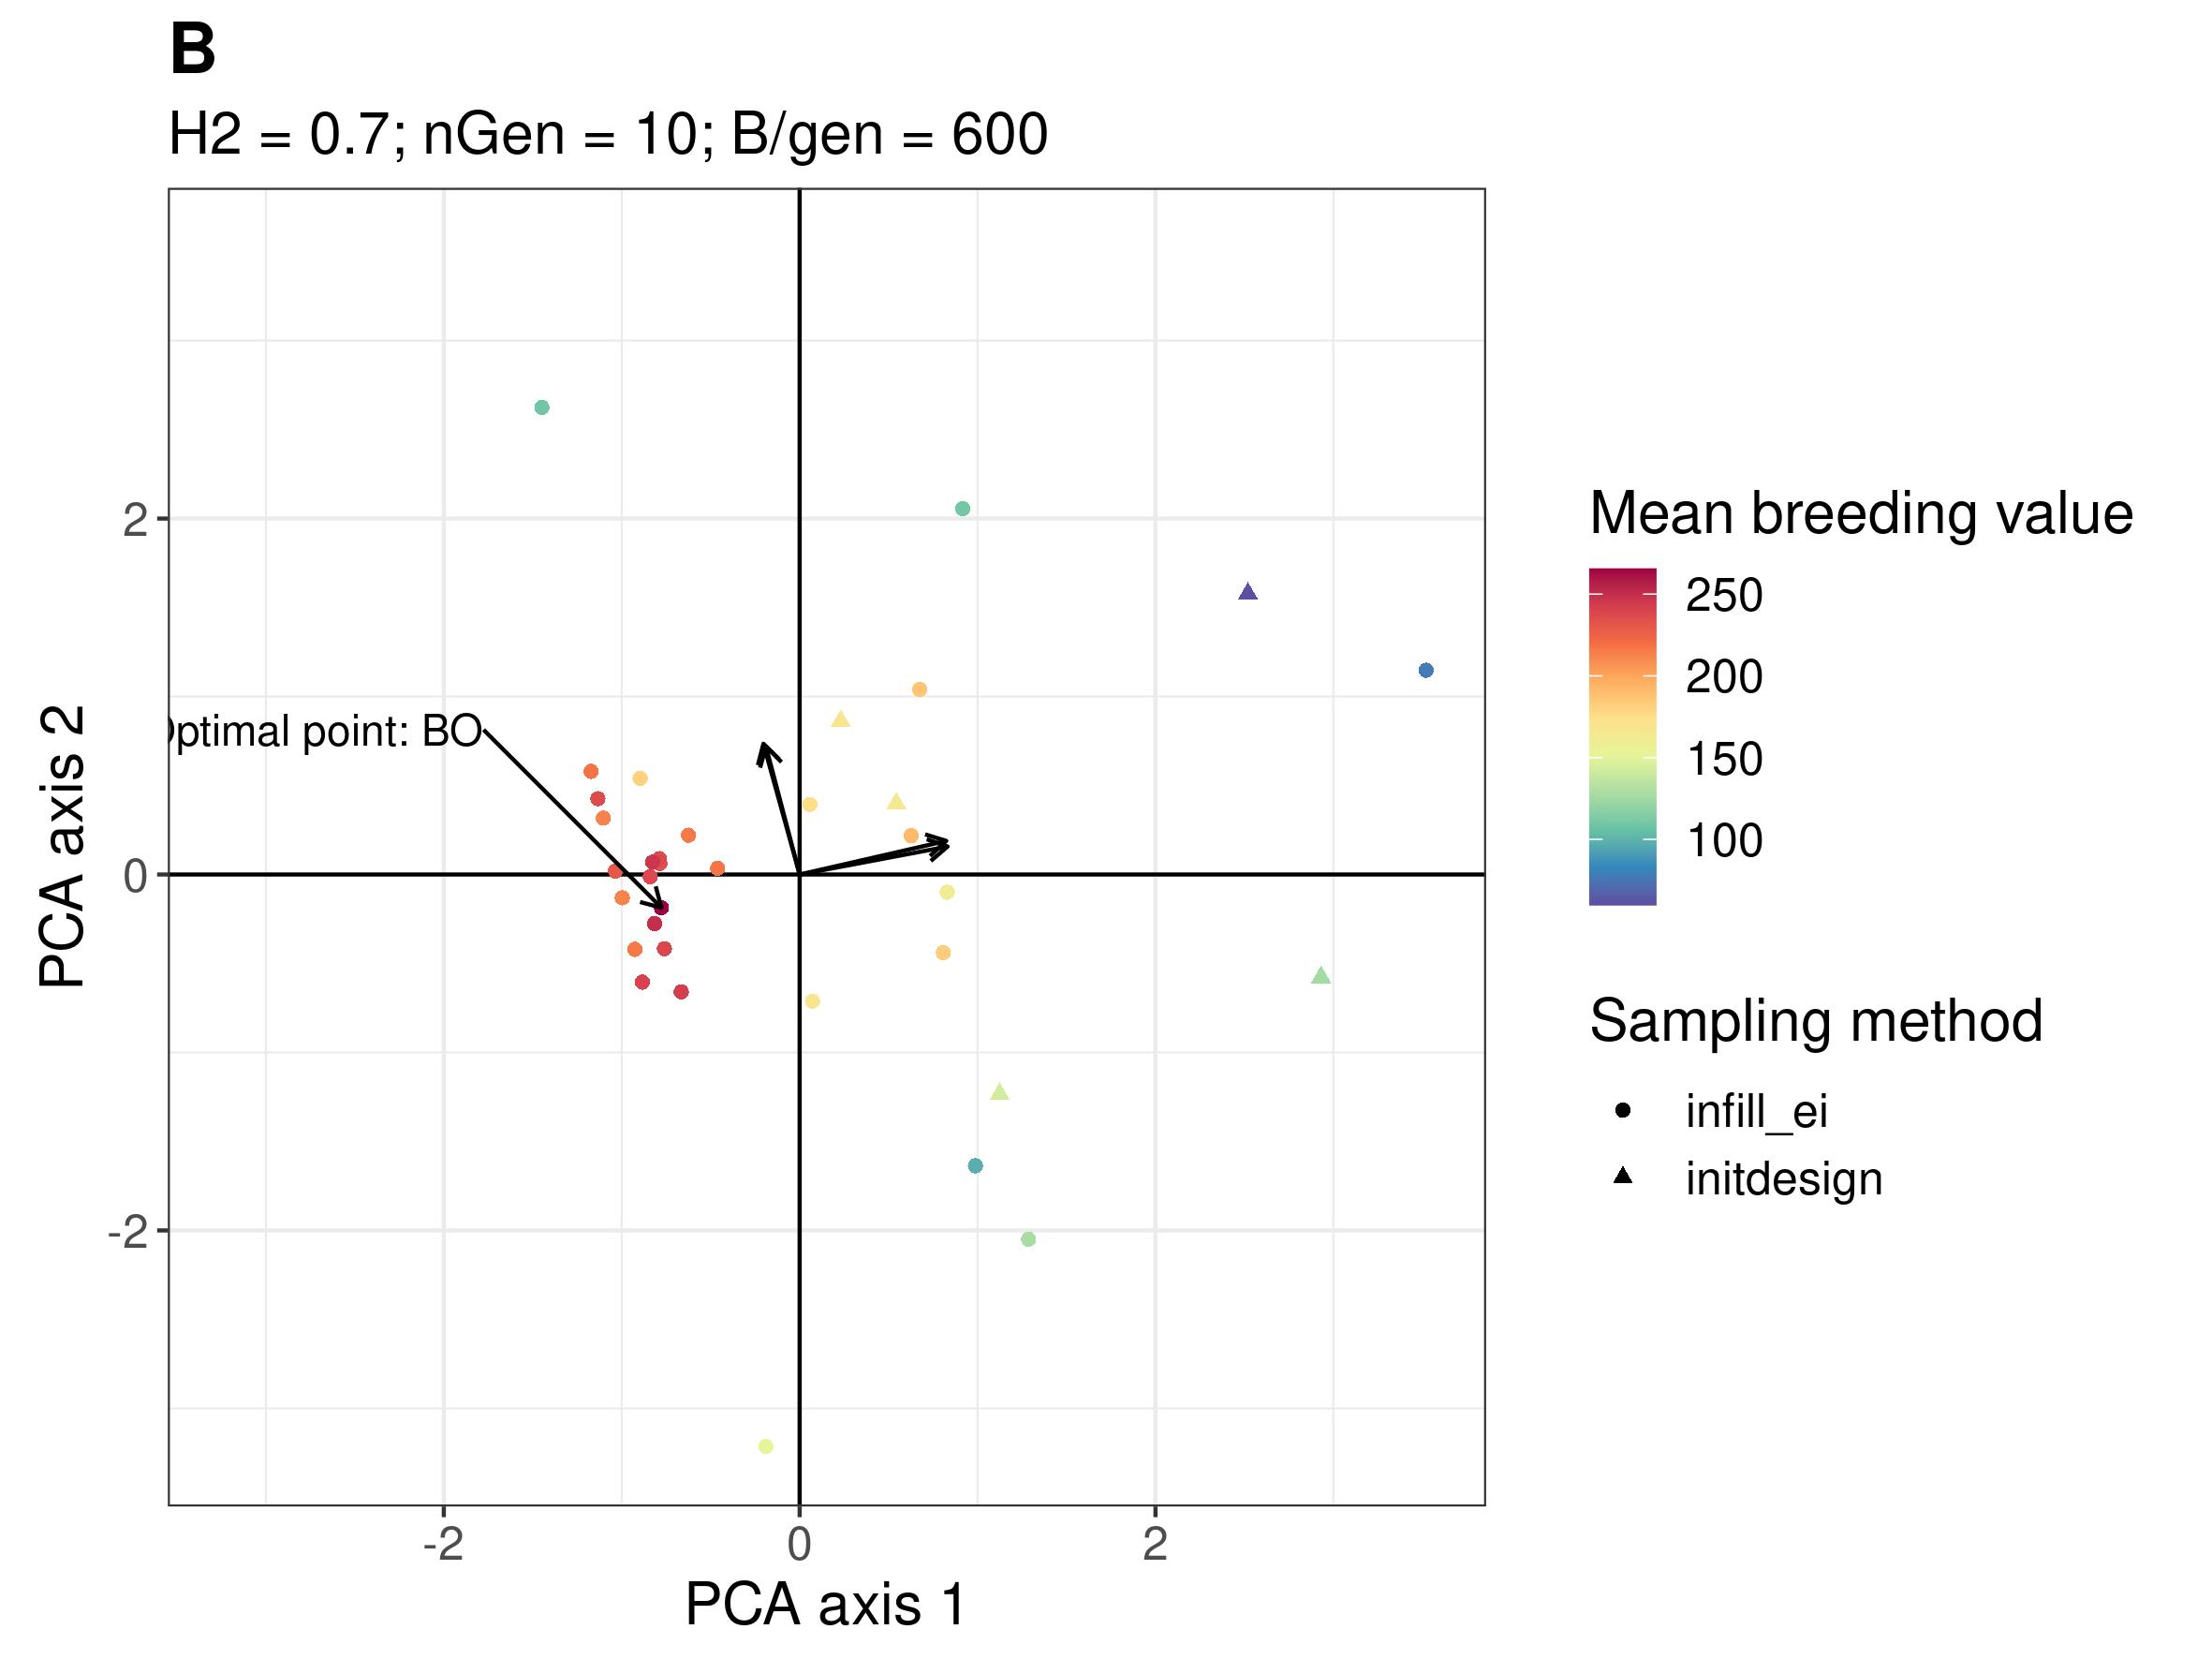 B
H2 = 0.7; nGen = 10; B/gen = 600
PCA axis 2
2
0
-2
ptimal point: BO
-2
0
2
PCA axis 1
Mean breeding value
250
200
150
100
Sampling method
infill_ei
initdesign